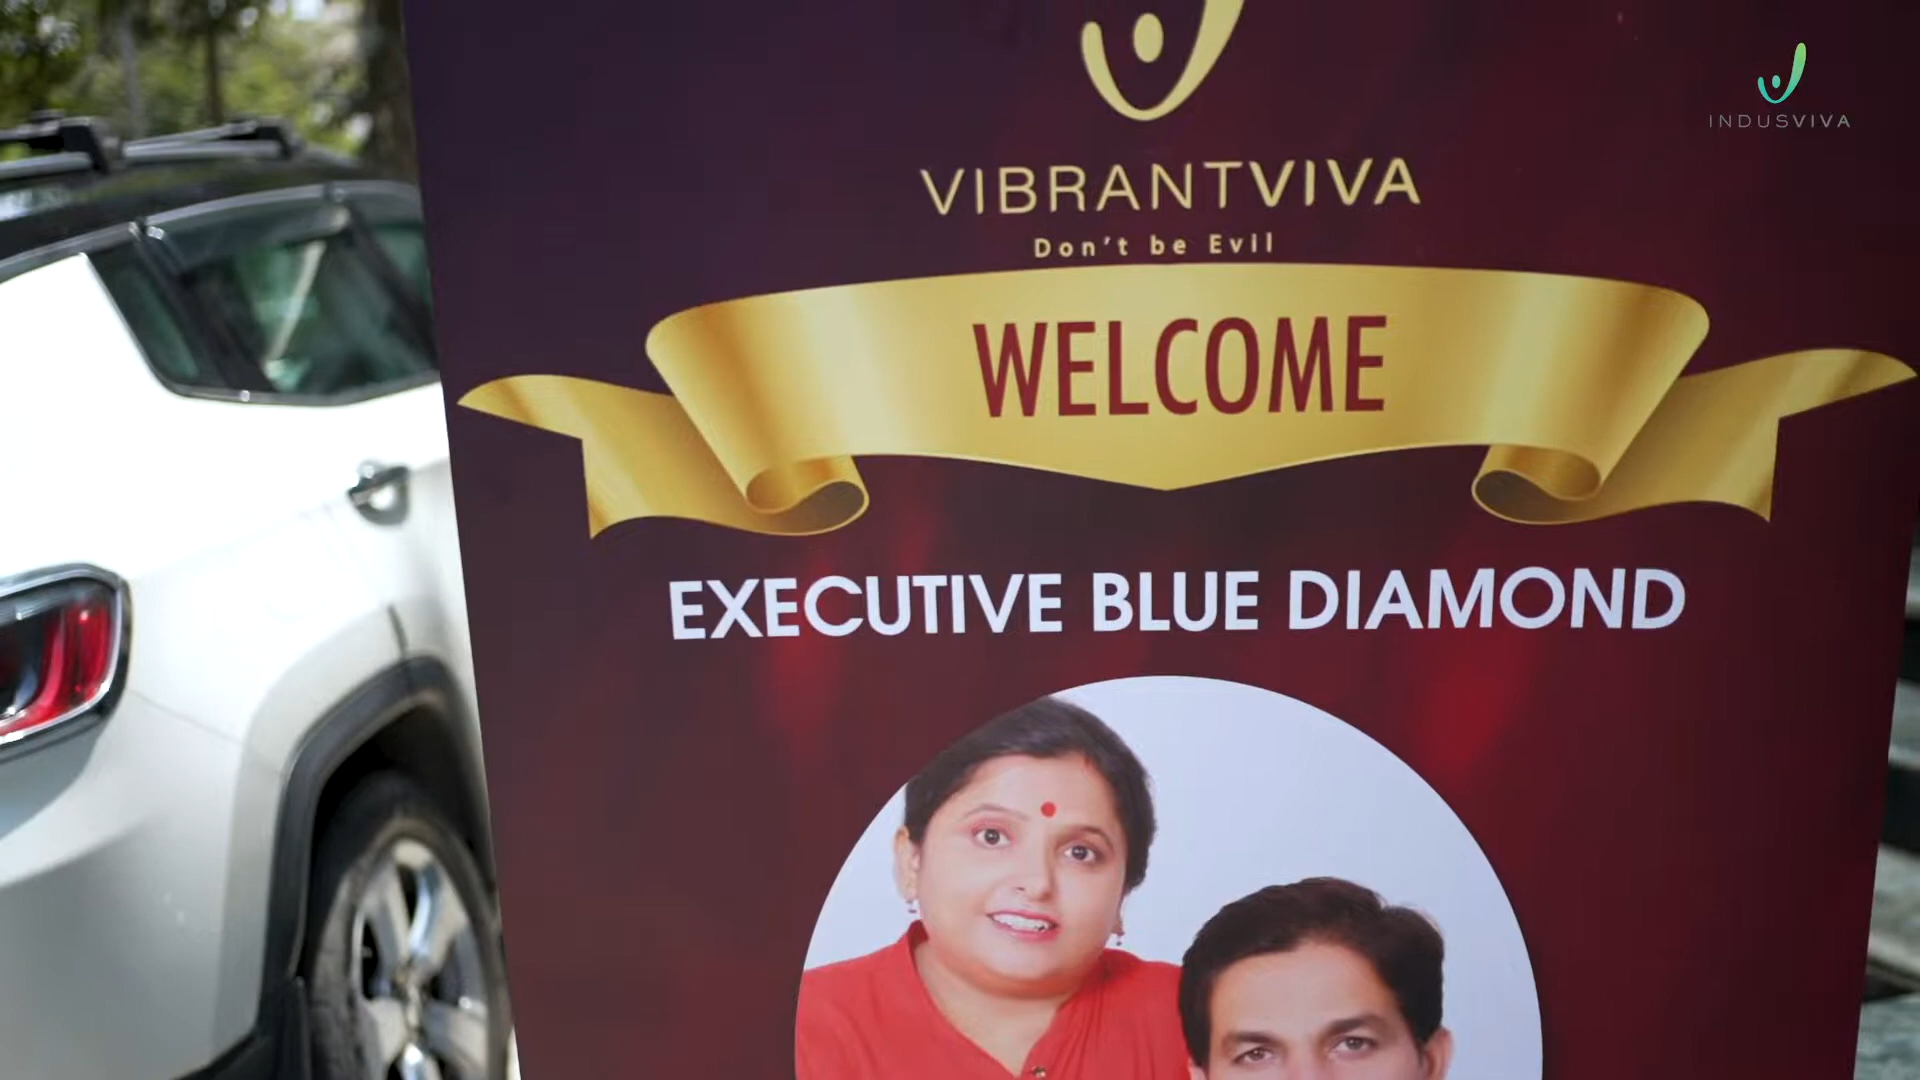 INDUSVIVA
VIBRANTVIVA
Don't be Evil
WELCOME
EXECUTIVE BLUE DIAMOND